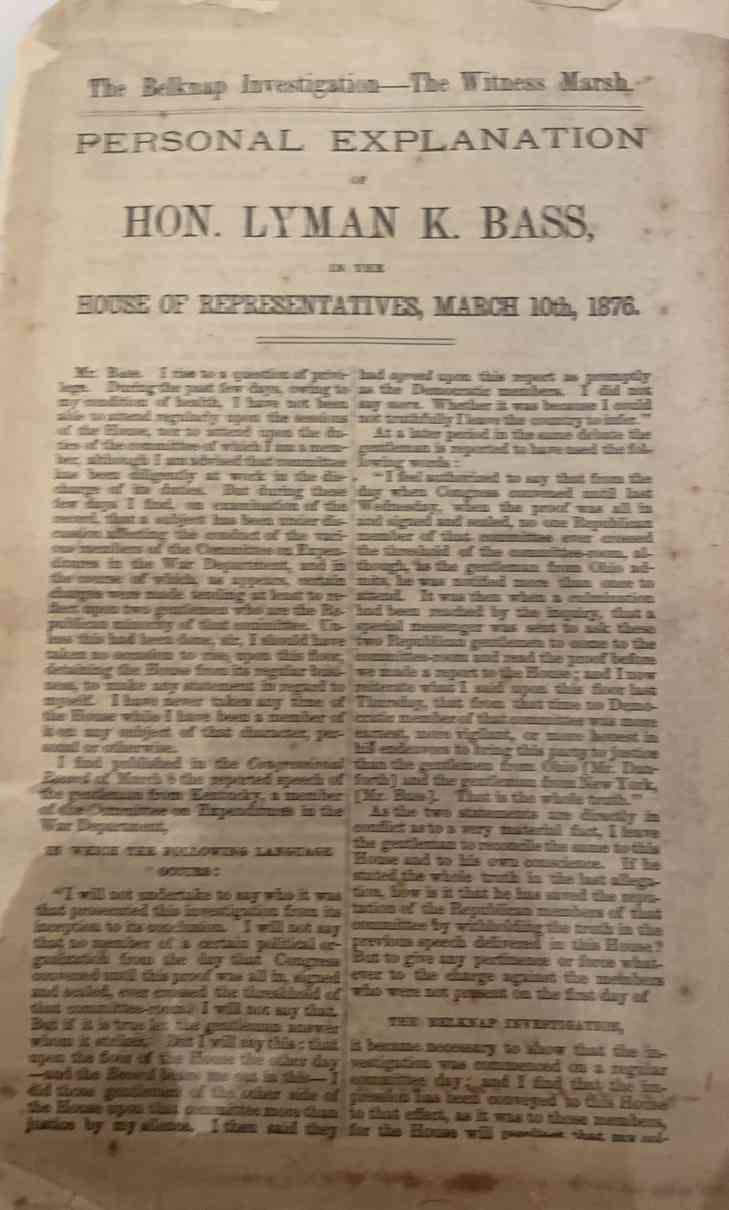 The Belknap Investigation—The Witness Marsh.
PERSONAL EXPLANATION
OF
HON. LYMAN K. BASS,
IN THE
HOUSE OF REPRESENTATIVES, MARCH 10th, 1876.
Mr. Bass. I rise to a question of privi-
lege. During the past few days, owing to
my condition of health, I have not been
able to attend regularly upon the sessions
of the House, nor to attend upon the du-
ties of the committee of which I am a mem-
ber, although I am advised that committee
has been diligently at work in the dis-
charge of its duties. But during these
few days I find, on examination of the
record, that a subject has been under dis-
cussion affecting the conduct of the vari-
ous members of the Committee on Expen-
ditures in the War Department, and in
the course of which, as appears, certain
charges were made tending at least to re-
flect upon two gentlemen who are the Re-
publican minority of that committee. Un-
less this had been done, sir, I should have
taken no occasion to rise, upon this floor,
detaining the House from its regular busi-
ness, to make any statement in regard to
myself. I have never taken any time of
the House while I have been a member of
it on any subject of that character, per-
sonal or otherwise.
I find published in the Congressional
Record of March 8 the reported speech of
the gentleman from Kentucky, a member
of the Committee on Expenditures in the
War Department,
IN WHICH THE FOLLOWING LANGUAGE
OCCURS:
"I will not undertake to say who it was
that prosecuted this investigation from its
inception to its conclusion. I will not say
that no member of a certain political or-
ganization from the day that Congress
convened until this proof was all in, signed
and sealed, ever crossed the threshhold of
that committee-room; I will not say that.
But if it is true let the gentleman answer
whom it strikes. But I will say this: that
upon the floor of the House the other day
—and the Record bears me out in this—I
did those gentlemen of the other side of
the House upon that committee more than
justice by my silence. I then said they
had agreed upon this report as promptly
as the Democratic members. I did not
say more. Whether it was because I could
not truthfully I leave the country to infer."
At a later period in the same debate the
gentleman is reported to have used the fol-
lowing words:
"I feel authorized to say that from the
day when Congress convened until last
Wednesday, when the proof was all in
and signed and sealed, no one Republican
member of that committee ever crossed
the threshold of the committee-room, al-
though, as the gentleman from Ohio ad-
mits, he was notified more than once to
attend. It was then when a culmination
had been reached by the inquiry, that a
special messenger was sent to ask these
two Republican gentlemen to come to the
committee-room and read the proof before
we made a report to the House; and I now
reiterate what I said upon this floor last
Thursday, that from that time no Demo-
cratic member of that committee was more
earnest, more vigilant, or more honest in
his endeavors to bring this party to justice
than the gentleman from Ohio [Mr. Dan-
forth] and the gentleman from New York,
[Mr. Bass]. That is the whole truth."
As the two statements are directly in
conflict as to a very material fact, I leave
the gentleman to reconcile the same to this
House and to his own conscience. If he
stated the whole truth in the last allega-
tion, how is it that he has saved the repu-
tation of the Republican members of that
committee by withholding the truth in the
previous speech delivered in this House?
But to give any pertinence or force what-
ever to the charge against the members
who were not present on the first day of
THE BELKNAP INVESTIGATION,
it became necessary to show that the in-
vestigation was commenced on a regular
committee day; and I find that the im-
pression has been conveyed to this House
to that effect, as it was to those members,
for the House will